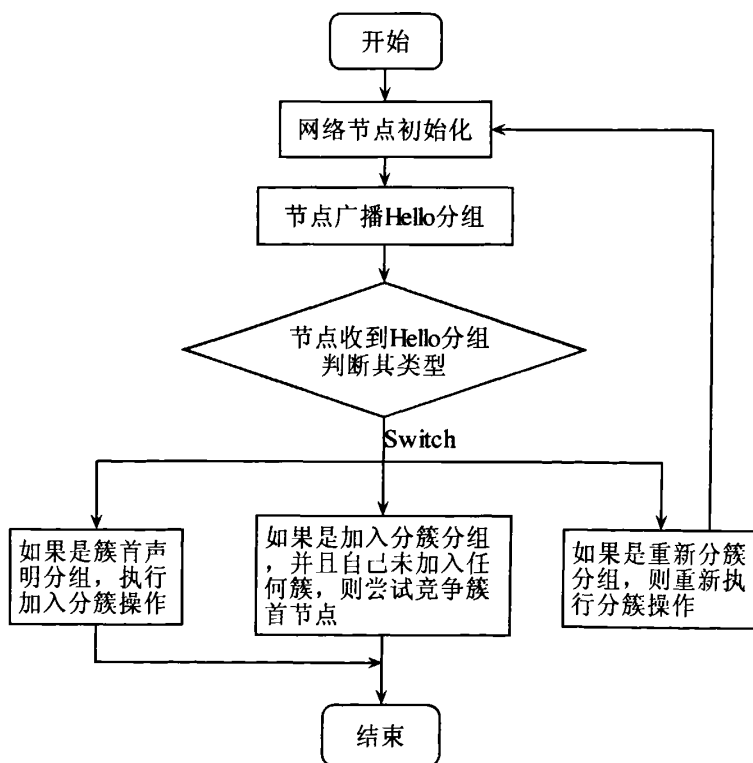 开始
网络节点初始化
节点广播Hello分组
节点收到Hello分组
判断其类型
Switch
如果是簇首声
明分组，执行
加入分簇操作
如果是加入分簇分组
，并且自己未加入任
何簇，则尝试竞争簇
首节点
如果是重新分簇
分组，则重新执
行分簇操作
结束